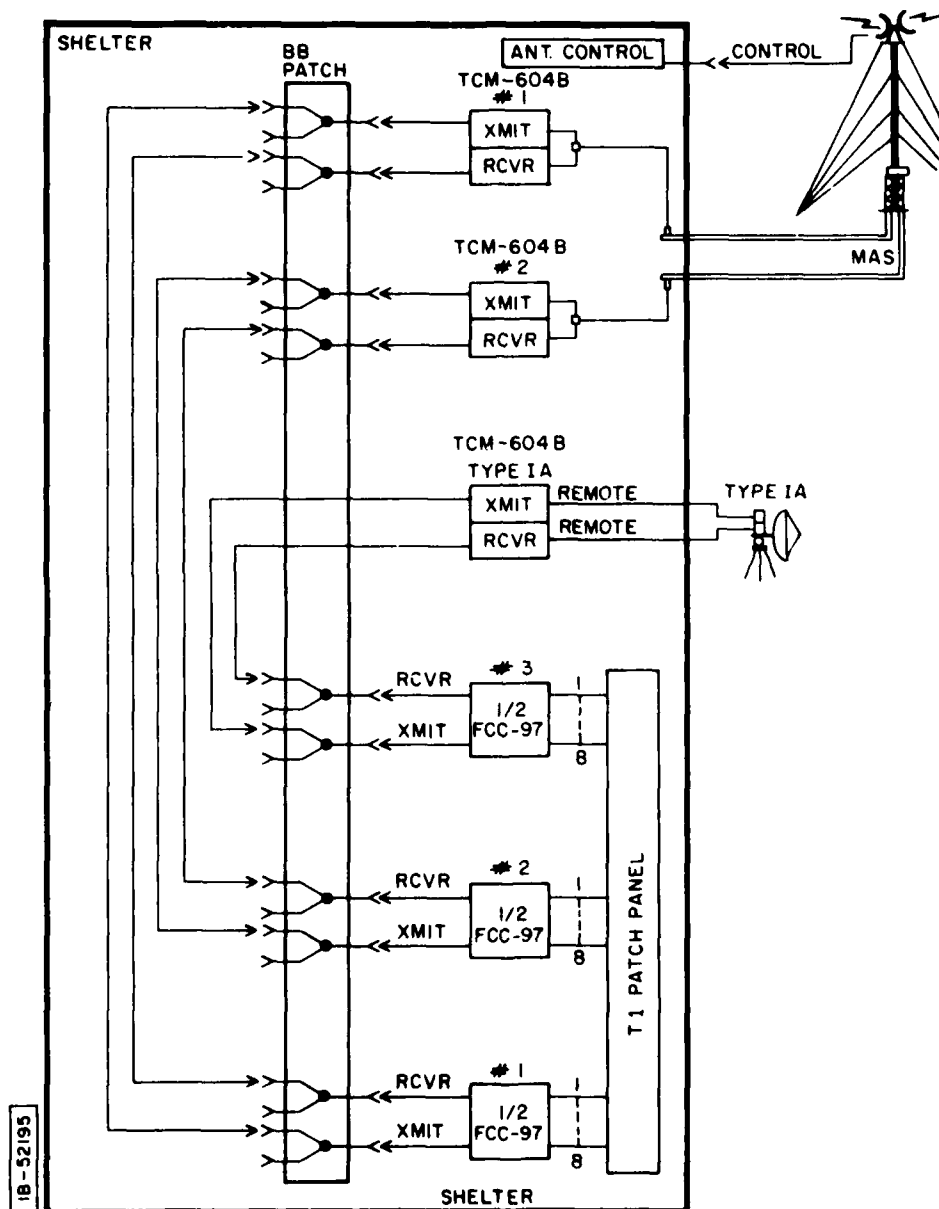 SHELTER
BB
PATCH
ANT. CONTROL
CONTROL
TCM-604B
# 1
XMIT
RCVR
MAS
TCM-604B
# 2
XMIT
RCVR
TCM-604B
TYPE IA
XMIT
RCVR
REMOTE
REMOTE
TYPE IA
# 3
RCVR
XMIT
1/2
FCC-97
1
8
# 2
RCVR
XMIT
1/2
FCC-97
1
8
# 1
RCVR
XMIT
1/2
FCC-97
1
8
T1 PATCH PANEL
SHELTER
IB-52195